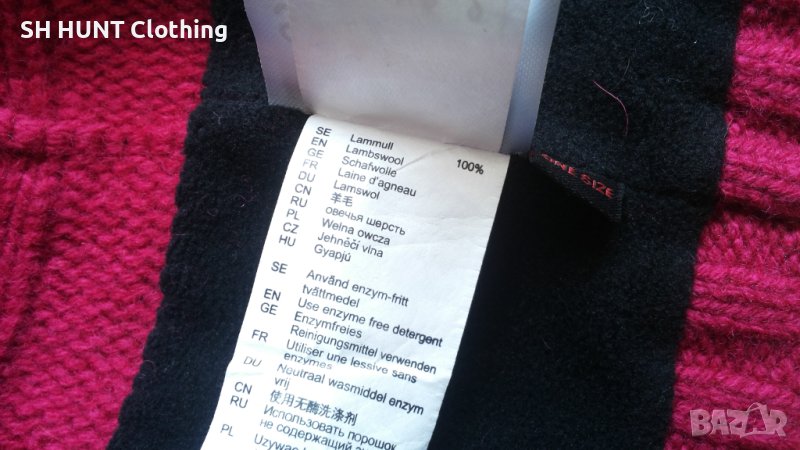 SH HUNT Clothing
SE Lammull 100%
EN Lambswool
GE Schafwolle
FR Laine d'agneau
DU Lamswol
CN 羊毛
RU овечья шерсть
PL Wełna owcza
CZ Jehněčí vlna
HU Gyapjú
ONE SIZE
SE Använd enzym-fritt
tvättmedel
EN Use enzyme free detergent
GE Enzymfreies
Reinigungsmittel verwenden
FR Utiliser une lessive sans
enzymes
DU Neutraal wasmiddel enzym
vrij
CN 使用无酶洗涤剂
RU Использовать порошок
не содержащий
PL Używać
BAZAR